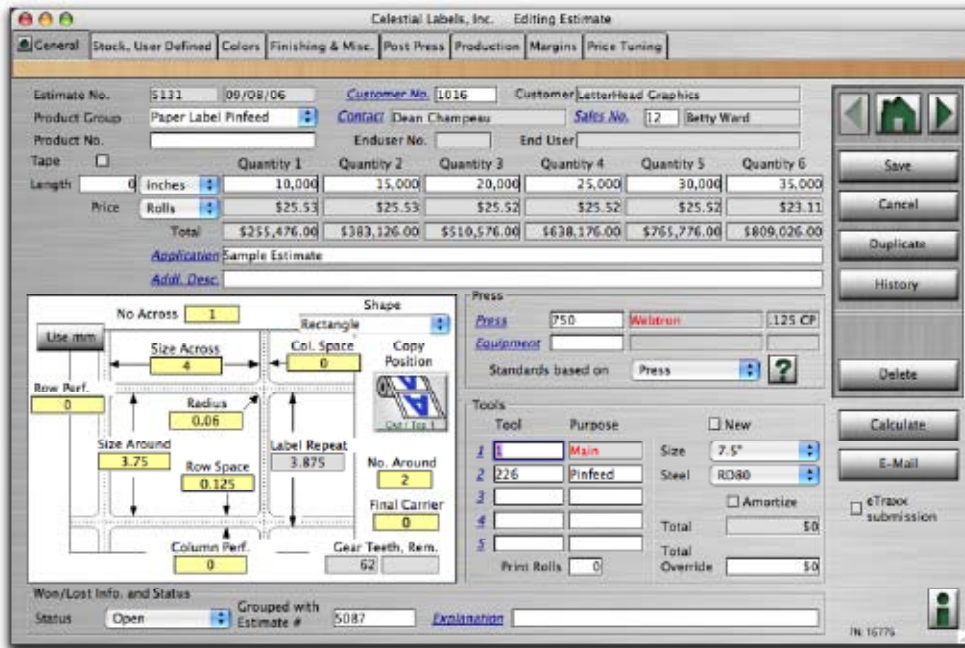 Celestial Labels, Inc. Editing Estimate
General Stock, User Defined Colors Finishing & Misc. Post Press Production Margins Price Tuning
Estimate No. 5131 09/08/06 Customer No. 1016 Customer LetterHead Graphics
Product Group Paper Label Pinfeed Contact Dean Champeau Sales No. 12 Betty Ward
Product No. Enduser No. End User
Tape Quantity 1 Quantity 2 Quantity 3 Quantity 4 Quantity 5 Quantity 6
Length 0 Inches 10,000 15,000 20,000 25,000 30,000 35,000
Price Rolls $25.53 $25.53 $25.52 $25.52 $25.52 $23.11
Total $255,476.00 $383,126.00 $510,576.00 $638,176.00 $765,776.00 $809,026.00
Application Sample Estimate
Addl. Desc.
No Across 1
Shape
Rectangle
Use mm
Size Across
4
Col. Space
0
Copy
Position
Out / Top 1
Row Perf.
0
Radius
0.06
Size Around
3.75
Label Repeat
3.875
Row Space
0.125
No. Around
2
Final Carrier
0
Column Perf.
0
Gear Teeth, Rem.
62
Press
Press 750 Webtron .125 CP
Equipment
Standards based on Press ?
Tools
Tool Purpose New
1 1 Main Size 7.5"
2 226 Pinfeed Steel RD80
3 Amortize
4 Total $0
5 Total
Override $0
Print Rolls 0
Won/Lost Info. and Status
Status Open Grouped with
Estimate # 5087 Explanation
Save
Cancel
Duplicate
History
Delete
Calculate
E-Mail
eTraxx
submission
IN: 16776